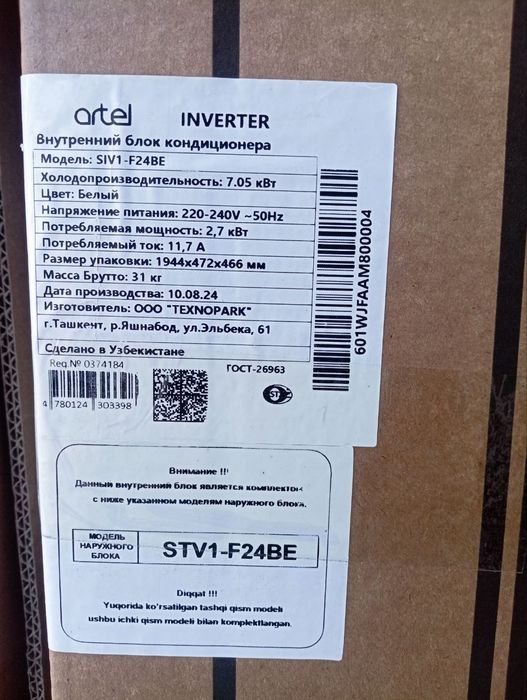 artel INVERTER
Внутренний блок кондиционера
Модель: SIV1-F24BE
Холодопроизводительность: 7.05 кВт
Цвет: Белый
Напряжение питания: 220-240V ~50Hz
Потребляемая мощность: 2,7 кВт
Потребляемый ток: 11,7 А
Размер упаковки: 1944x472x466 мм
Масса Брутто: 31 кг
Дата производства: 10.08.24
Изготовитель: ООО "TEXNOPARK"
г.Ташкент, р.Яшнабод, ул.Эльбека, 61
Сделано в Узбекистане
Reg.№ 0374184
ГОСТ-26963
4 780124 303398
601WJFAAM800004
Внимание !!!
Данный внутренний блок является комплектом
с ниже указанном моделям наружного блока.
МОДЕЛЬ
НАРУЖНОГО
БЛОКА
STV1-F24BE
Diqqat !!!
Yuqorida ko'rsatilgan tashqi qism modeli
ushbu ichki qism modeli bilan komplektlangan.